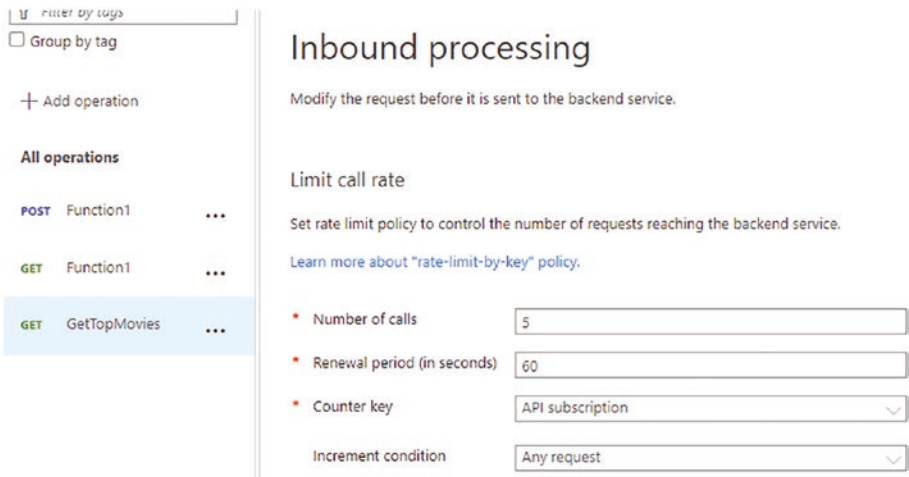 Filter by tags
Group by tag
Add operation
All operations
POST Function1 ...
GET Function1 ...
GET GetTopMovies ...
Inbound processing
Modify the request before it is sent to the backend service.
Limit call rate
Set rate limit policy to control the number of requests reaching the backend service.
Learn more about "rate-limit-by-key" policy.
* Number of calls 5
* Renewal period (in seconds) 60
* Counter key API subscription
Increment condition Any request